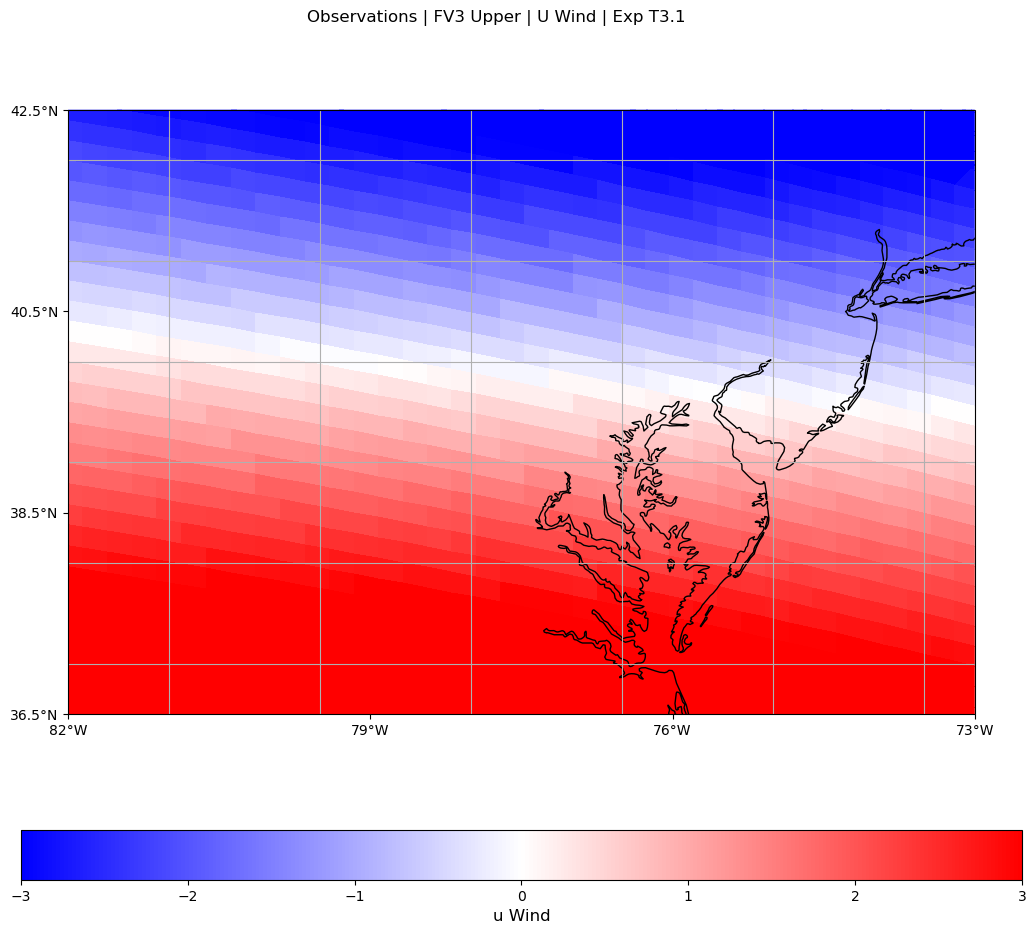 Observations | FV3 Upper | U Wind | Exp T3.1
42.5°N
40.5°N
38.5°N
36.5°N
82°W 79°W 76°W 73°W
−3 −2 −1 0 1 2 3
u Wind